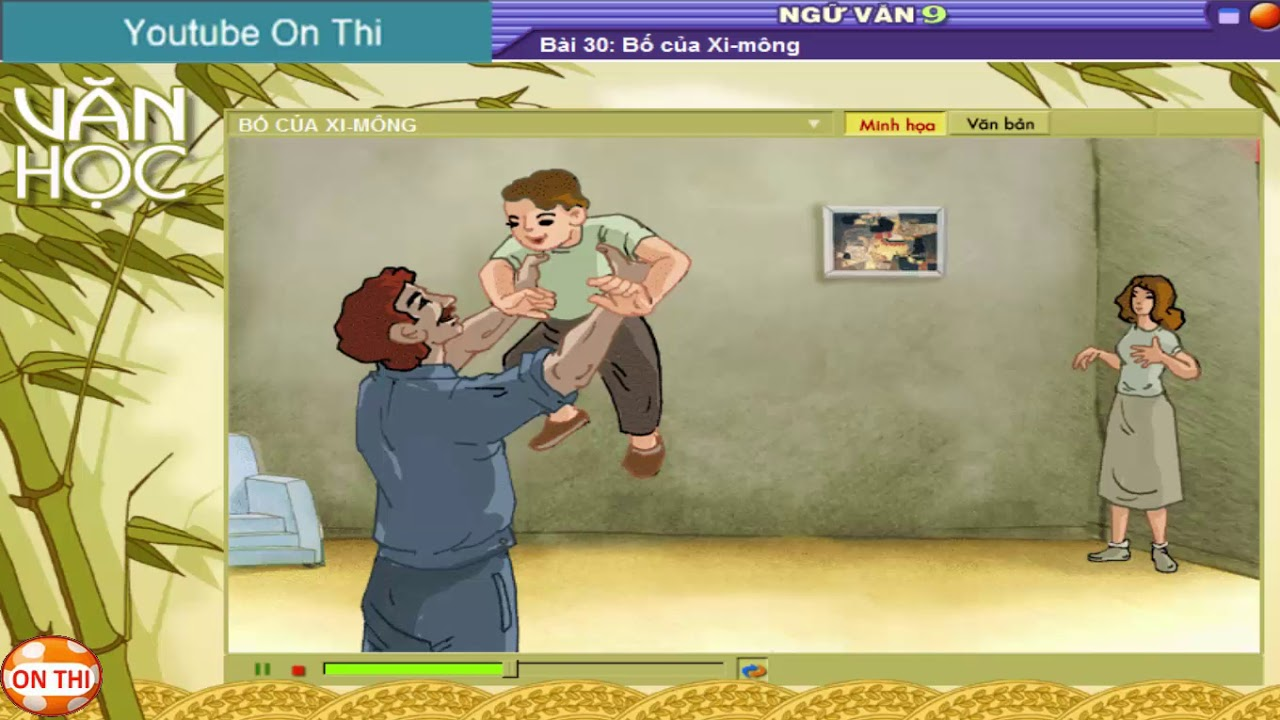 Youtube On Thi
NGỮ VĂN 9
Bài 30: Bố của Xi-mông
VĂN
HỌC
BỐ CỦA XI-MÔNG
Minh họa
Văn bản
ON THI